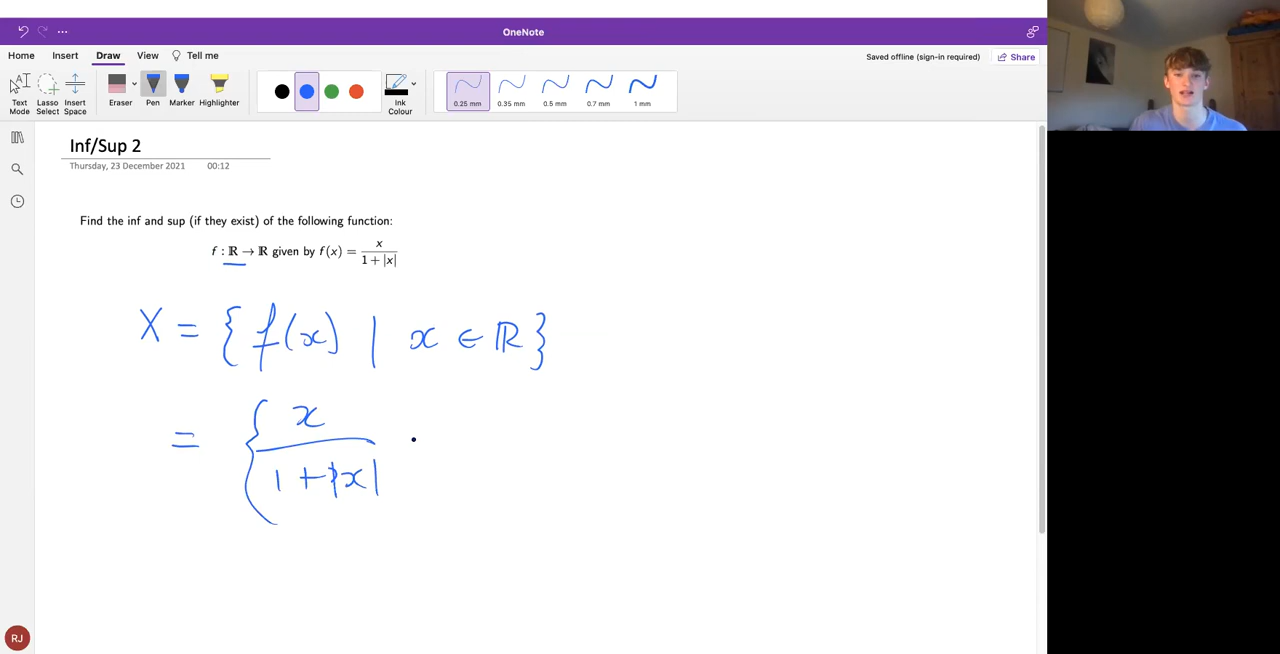 OneNote
Home Insert Draw View Tell me
Saved offline (sign-in required) Share
Text Mode
Lasso Select
Insert Space
Eraser
Pen
Marker
Highlighter
Ink Colour
0.25 mm 0.35 mm 0.5 mm 0.7 mm 1 mm
Inf/Sup 2
Thursday, 23 December 2021 00:12
Find the inf and sup (if they exist) of the following function:
f : ℝ → ℝ given by f(x) = x / 1 + |x|
X = { f(x) | x ∈ ℝ }
= { x / 1 + |x|
RJ